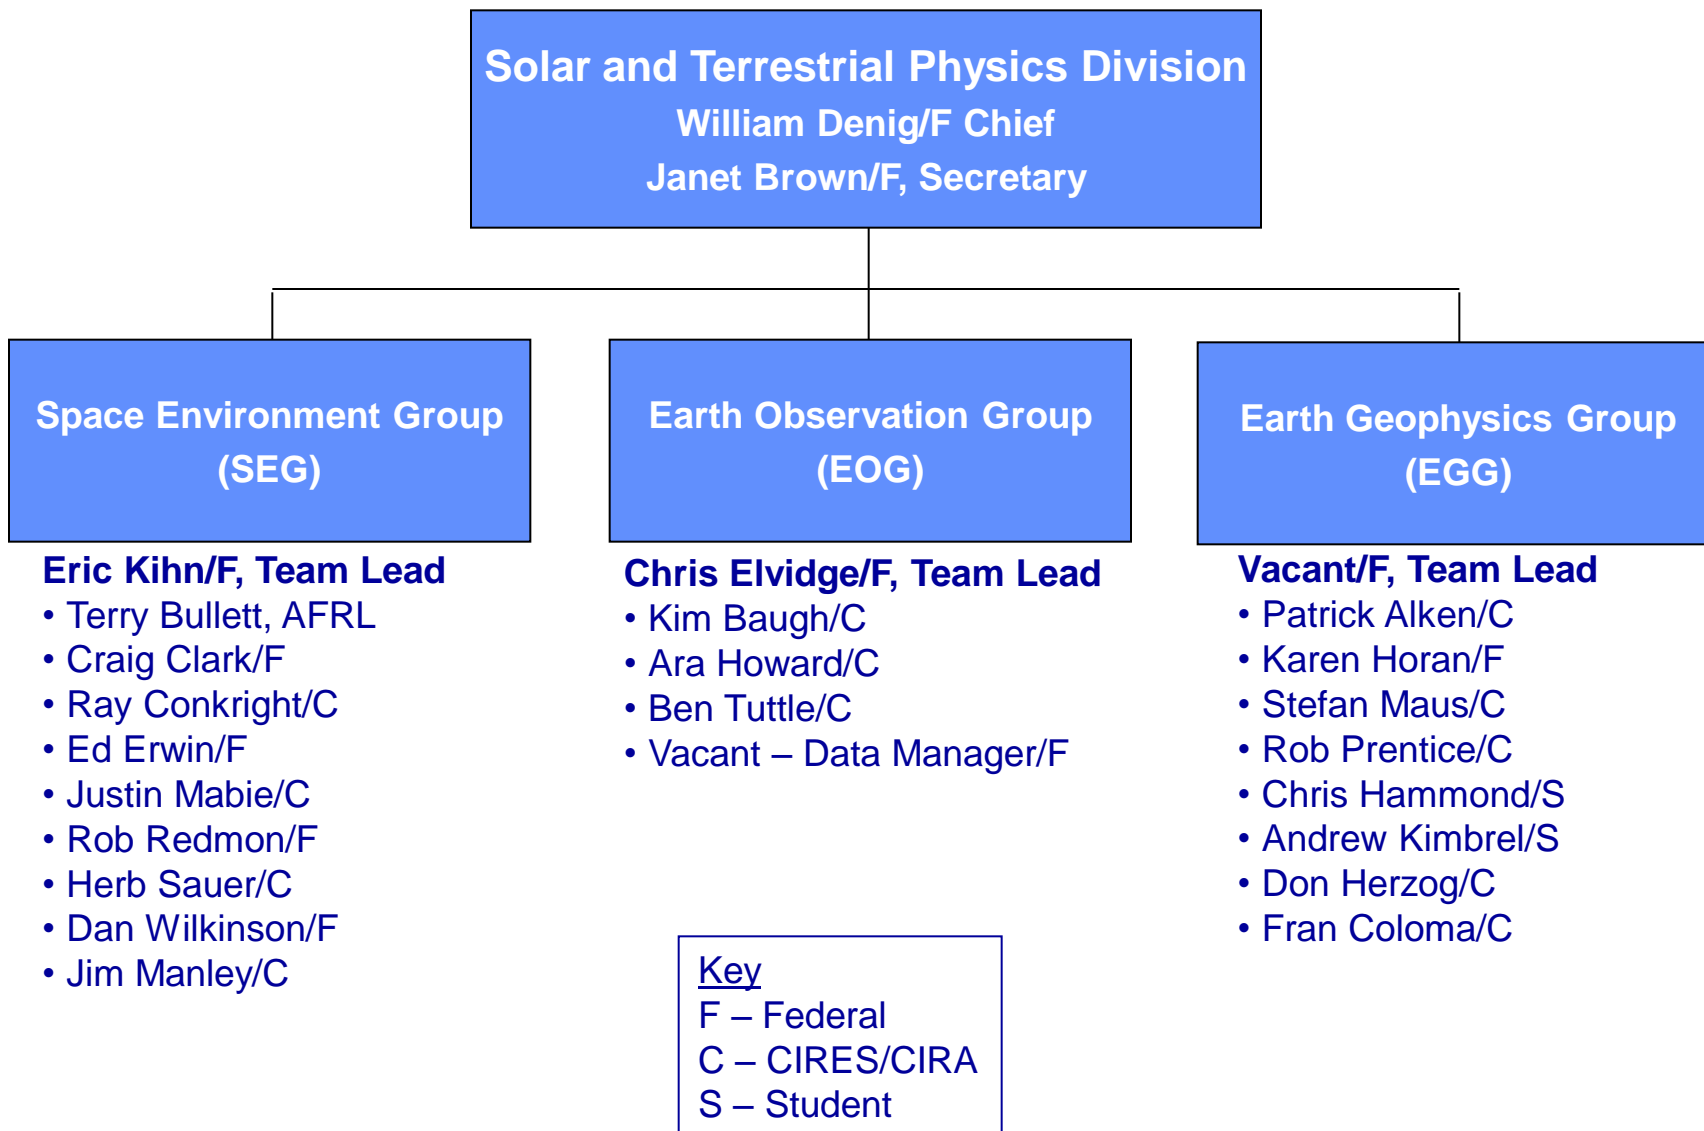 Solar and Terrestrial Physics Division
William Denig/F Chief
Janet Brown/F, Secretary
Space Environment Group
(SEG)
Eric Kihn/F, Team Lead
• Terry Bullett, AFRL
• Craig Clark/F
• Ray Conkright/C
• Ed Erwin/F
• Justin Mabie/C
• Rob Redmon/F
• Herb Sauer/C
• Dan Wilkinson/F
• Jim Manley/C
Earth Observation Group
(EOG)
Chris Elvidge/F, Team Lead
• Kim Baugh/C
• Ara Howard/C
• Ben Tuttle/C
• Vacant – Data Manager/F
Earth Geophysics Group
(EGG)
Vacant/F, Team Lead
• Patrick Alken/C
• Karen Horan/F
• Stefan Maus/C
• Rob Prentice/C
• Chris Hammond/S
• Andrew Kimbrel/S
• Don Herzog/C
• Fran Coloma/C
Key
F – Federal
C – CIRES/CIRA
S – Student